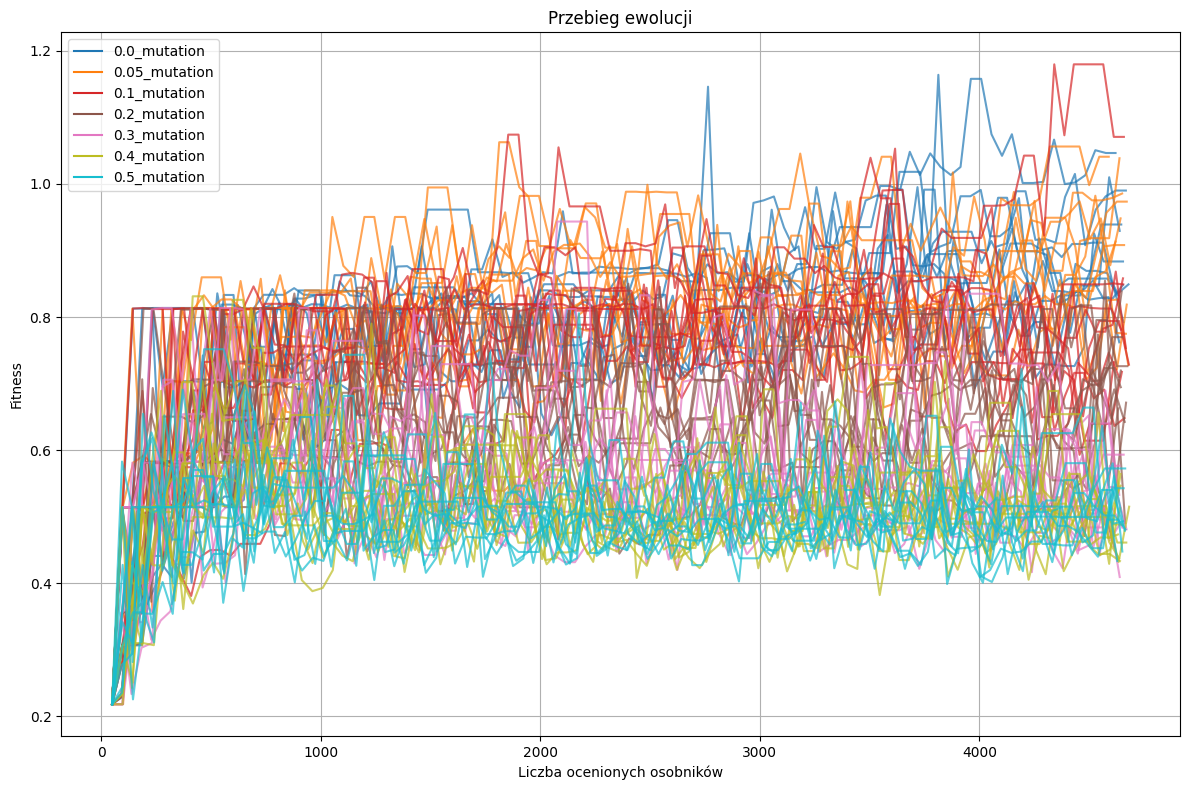 Przebieg ewolucji
0.0_mutation
0.05_mutation
0.1_mutation
0.2_mutation
0.3_mutation
0.4_mutation
0.5_mutation
1.2
1.0
0.8
0.6
0.4
0.2
Fitness
0 1000 2000 3000 4000
Liczba ocenionych osobników